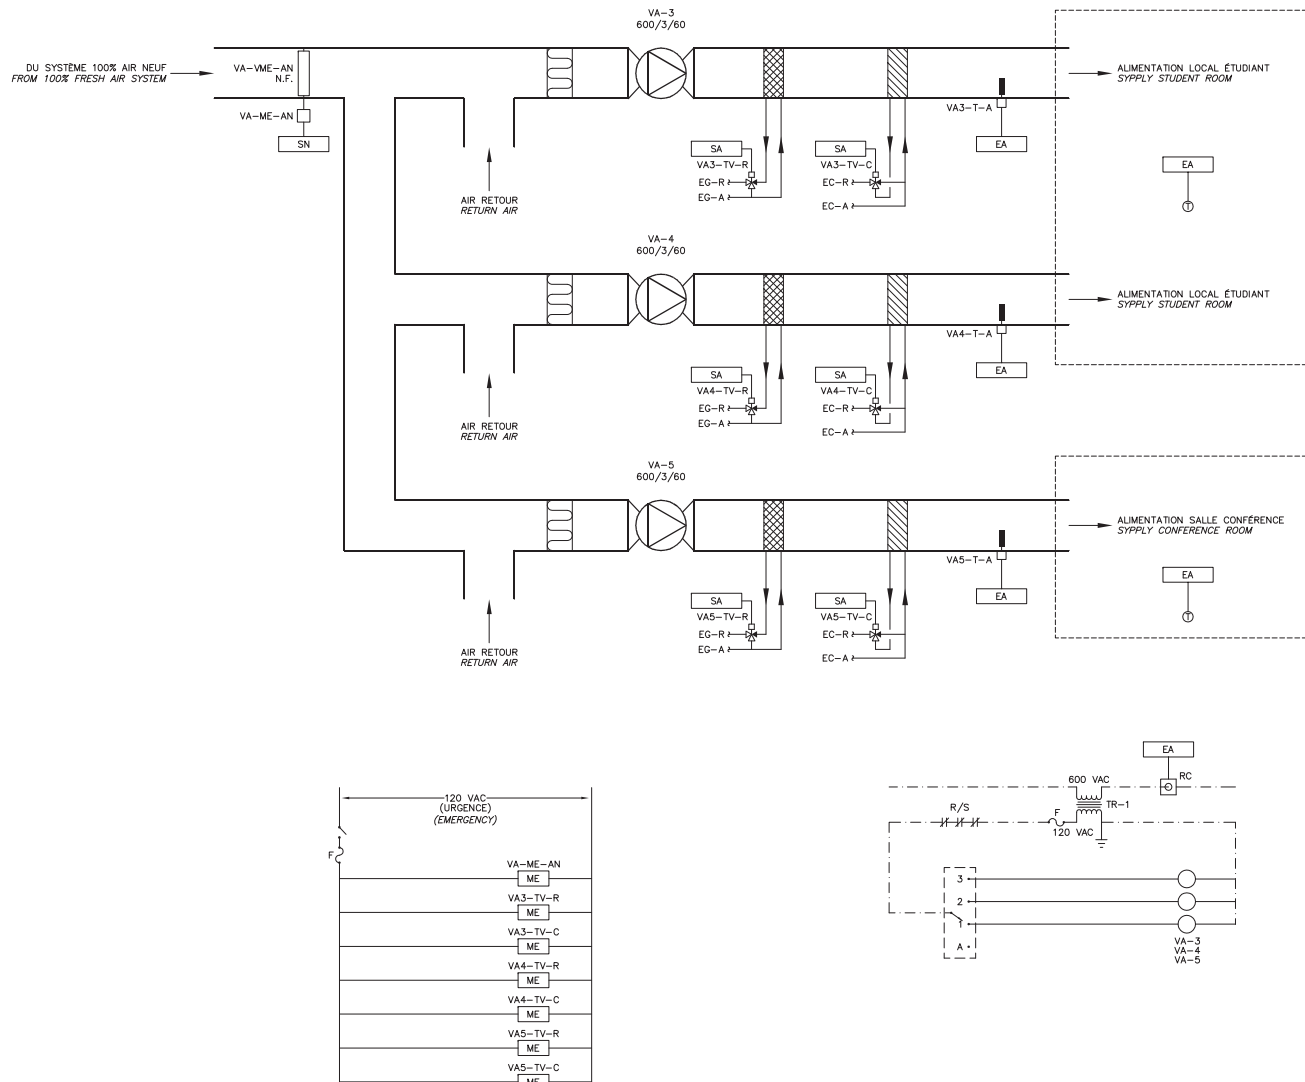 VA-3
600/3/60
DU SYSTÈME 100% AIR NEUF
FROM 100% FRESH AIR SYSTEM
VA-VME-AN
N.F.
VA-ME-AN
SN
AIR RETOUR
RETURN AIR
SA
VA3-TV-R
EG-R
EG-A
SA
VA3-TV-C
EC-R
EC-A
VA3-T-A
EA
ALIMENTATION LOCAL ÉTUDIANT
SYPPLY STUDENT ROOM
EA
T
VA-4
600/3/60
AIR RETOUR
RETURN AIR
SA
VA4-TV-R
EG-R
EG-A
SA
VA4-TV-C
EC-R
EC-A
VA4-T-A
EA
ALIMENTATION LOCAL ÉTUDIANT
SYPPLY STUDENT ROOM
VA-5
600/3/60
AIR RETOUR
RETURN AIR
SA
VA5-TV-R
EG-R
EG-A
SA
VA5-TV-C
EC-R
EC-A
VA5-T-A
EA
ALIMENTATION SALLE CONFÉRENCE
SYPPLY CONFERENCE ROOM
EA
T
120 VAC
(URGENCE)
(EMERGENCY)
F
VA-ME-AN
ME
VA3-TV-R
ME
VA3-TV-C
ME
VA4-TV-R
ME
VA4-TV-C
ME
VA5-TV-R
ME
VA5-TV-C
ME
EA
RC
600 VAC
TR-1
R/S
F
120 VAC
3
2
1
A
VA-3
VA-4
VA-5